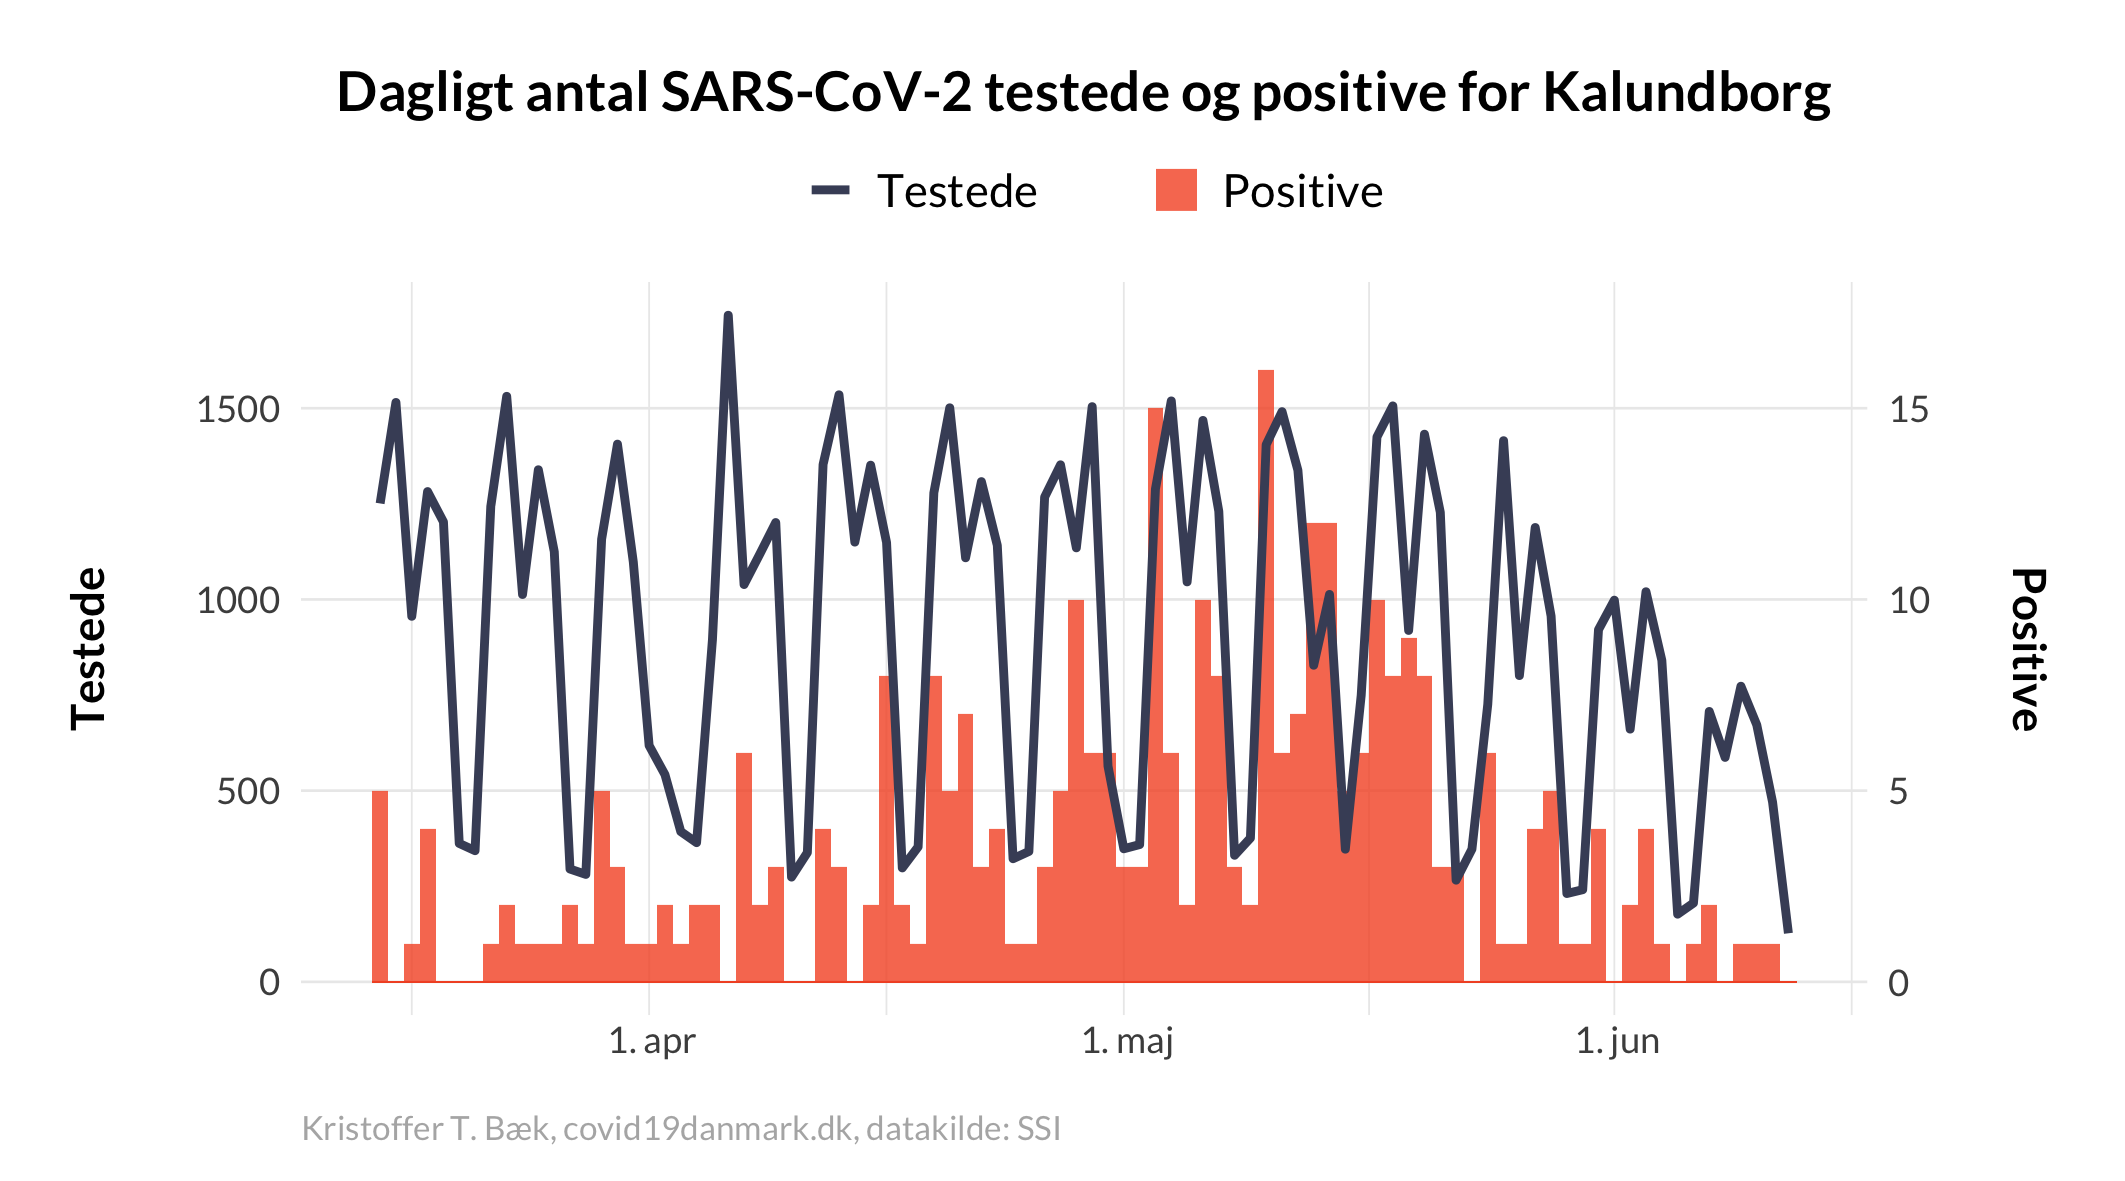 Dagligt antal SARS-CoV-2 testede og positive for Kalundborg
Testede
Positive
1500
1000
500
0
Testede
15
10
5
0
Positive
1. apr
1. maj
1. jun
Kristoffer T. Bæk, covid19danmark.dk, datakilde: SSI